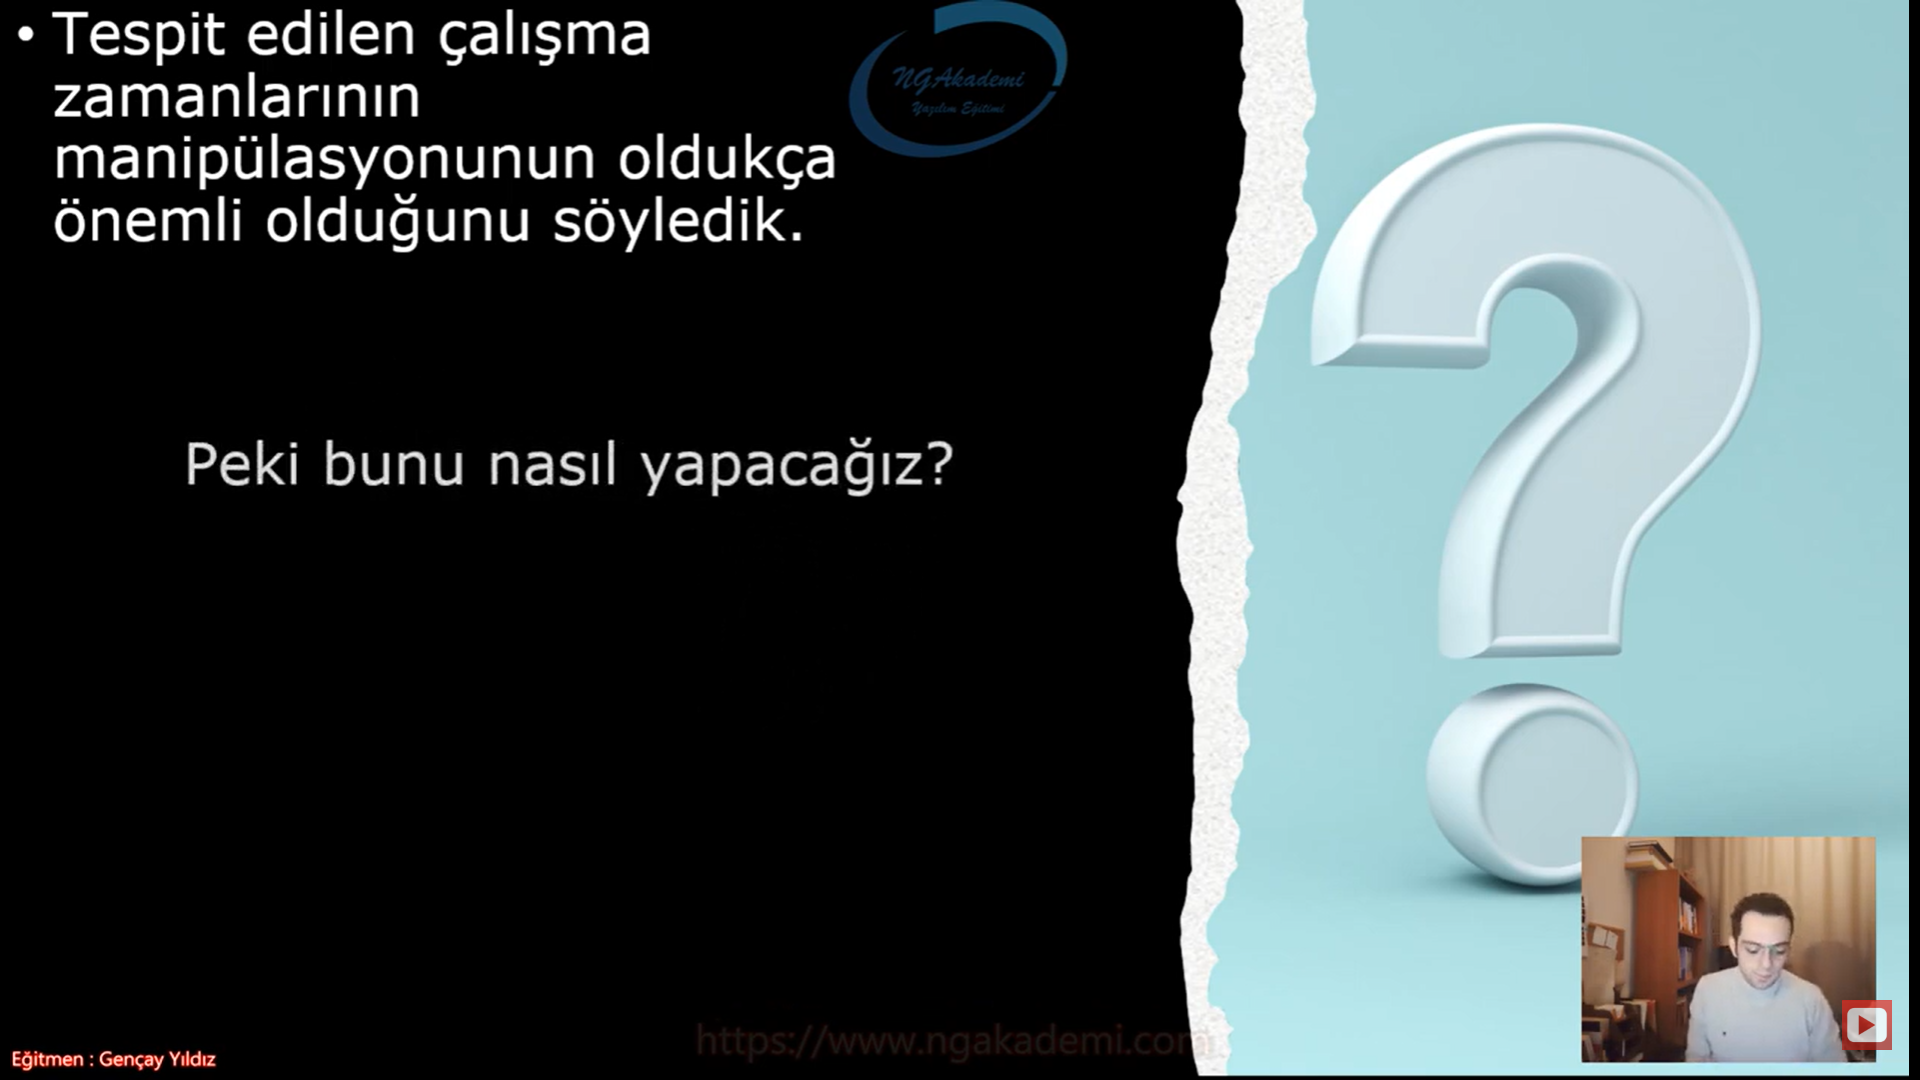 • Tespit edilen çalışma
zamanlarının
manipülasyonunun oldukça
önemli olduğunu söyledik.
NGAkademi
Yazılım Eğitimi
Peki bunu nasıl yapacağız?
https://www.ngakademi.com
Eğitmen : Gençay Yıldız